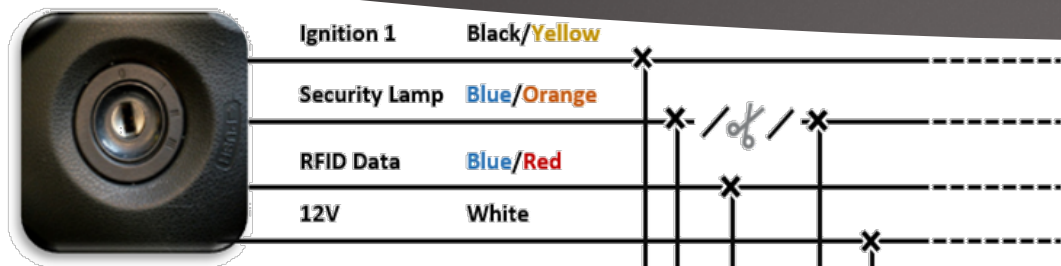 Ignition 1 Black/Yellow
Security Lamp Blue/Orange
RFID Data Blue/Red
12V White